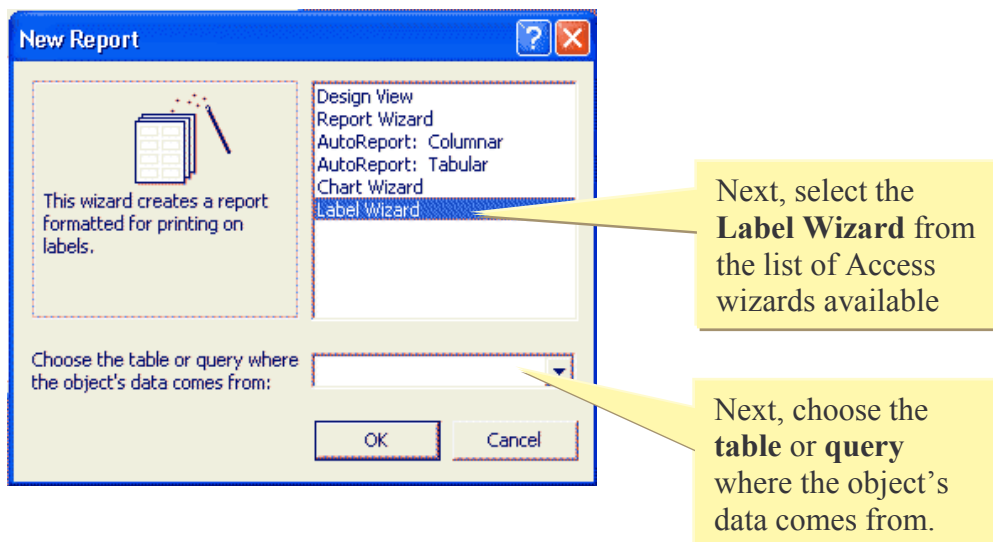 New Report
This wizard creates a report
formatted for printing on
labels.
Design View
Report Wizard
AutoReport: Columnar
AutoReport: Tabular
Chart Wizard
Label Wizard
Next, select the
Label Wizard from
the list of Access
wizards available
Choose the table or query where
the object's data comes from:
OK
Cancel
Next, choose the
table or query
where the object’s
data comes from.